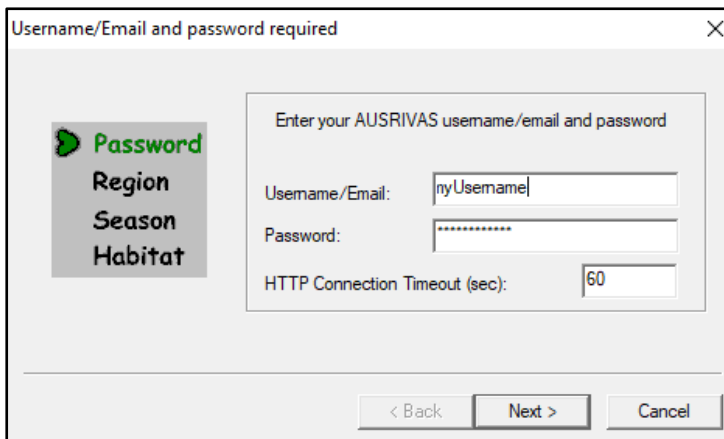 Username/Email and password required
Enter your AUSRIVAS username/email and password
Password
Region
Season
Habitat
Username/Email: nyUsername
Password: ************
HTTP Connection Timeout (sec): 60
< Back Next > Cancel